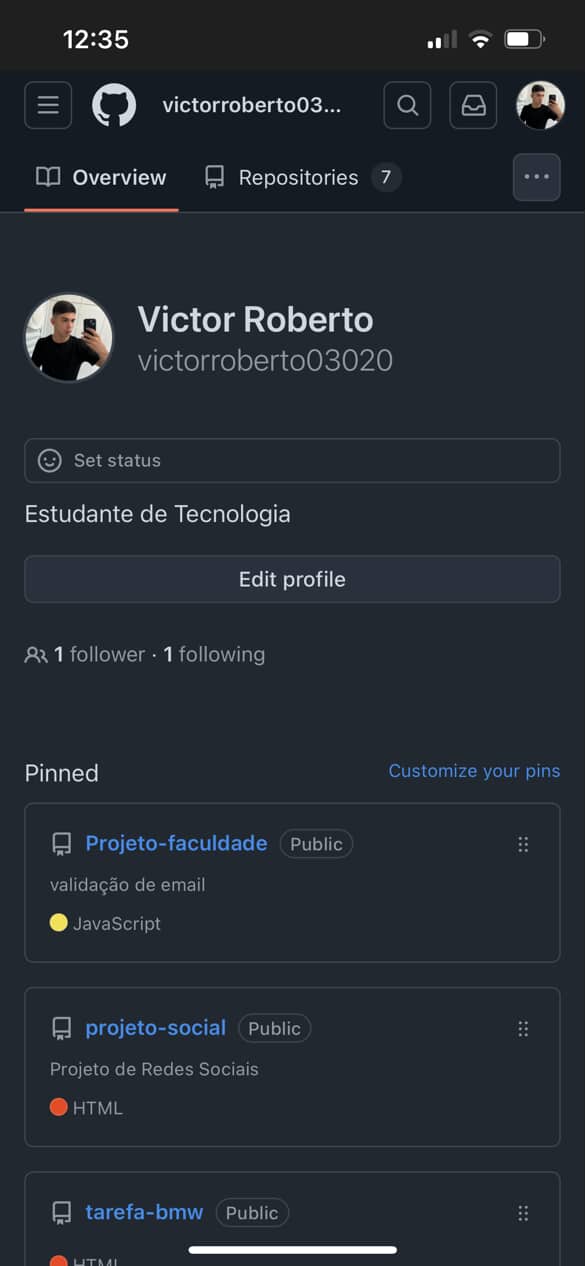 12:35
victorroberto03...
Overview
Repositories 7
Victor Roberto
victorroberto03020
Set status
Estudante de Tecnologia
Edit profile
1 follower · 1 following
Pinned
Customize your pins
Projeto-faculdade Public
validação de email
JavaScript
projeto-social Public
Projeto de Redes Sociais
HTML
tarefa-bmw Public
HTML